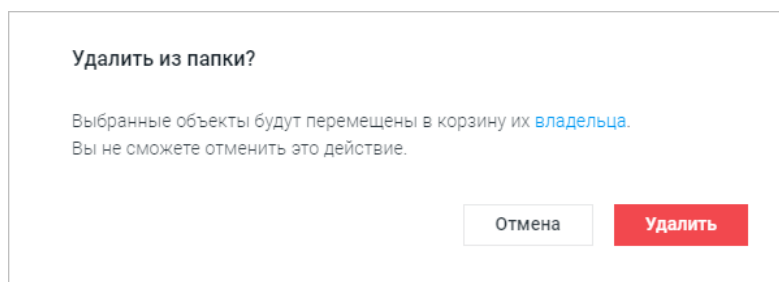 Удалить из папки?
Выбранные объекты будут перемещены в корзину их владельца.
Вы не сможете отменить это действие.
Отмена
Удалить